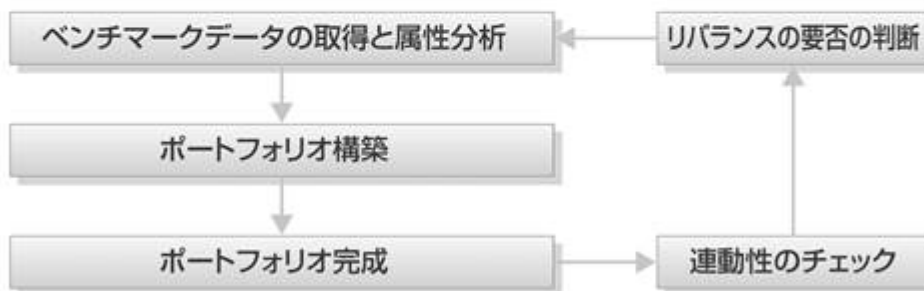 ベンチマークデータの取得と属性分析
リバランスの要否の判断
ポートフォリオ構築
ポートフォリオ完成
連動性のチェック